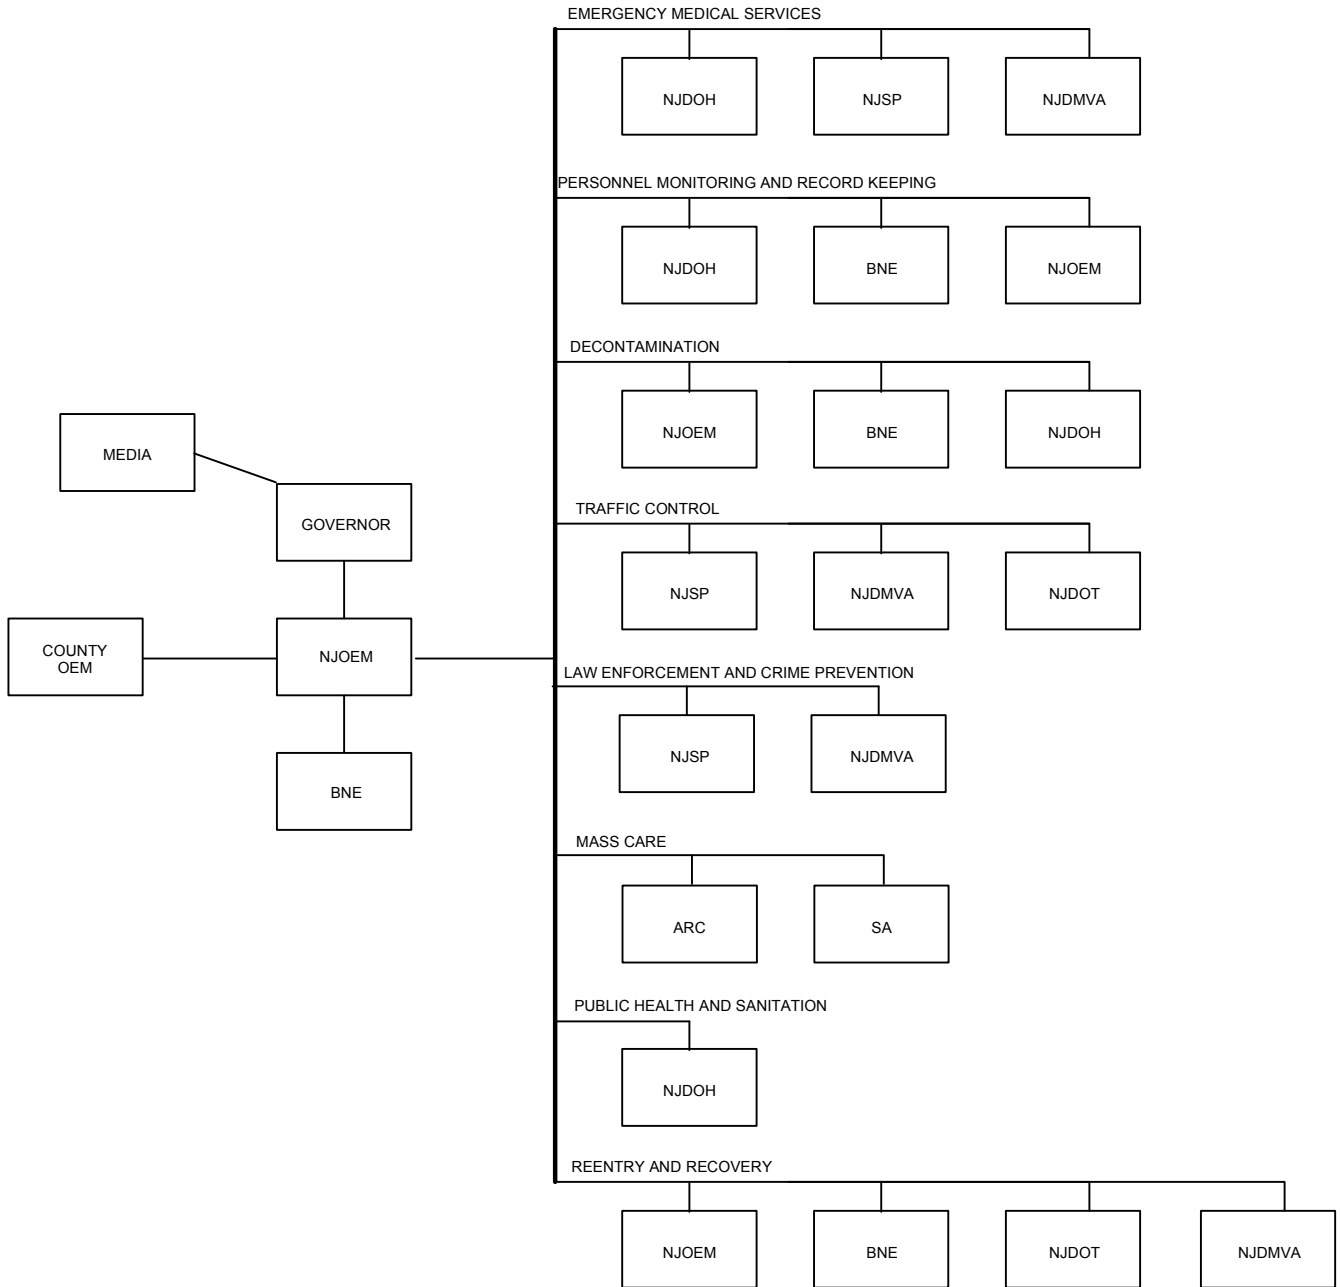 EMERGENCY MEDICAL SERVICES
NJDOH
NJSP
NJDMVA
PERSONNEL MONITORING AND RECORD KEEPING
NJDOH
BNE
NJOEM
DECONTAMINATION
NJOEM
BNE
NJDOH
MEDIA
GOVERNOR
TRAFFIC CONTROL
NJSP
NJDMVA
NJDOT
COUNTY
OEM
NJOEM
LAW ENFORCEMENT AND CRIME PREVENTION
NJSP
NJDMVA
BNE
MASS CARE
ARC
SA
PUBLIC HEALTH AND SANITATION
NJDOH
REENTRY AND RECOVERY
NJOEM
BNE
NJDOT
NJDMVA